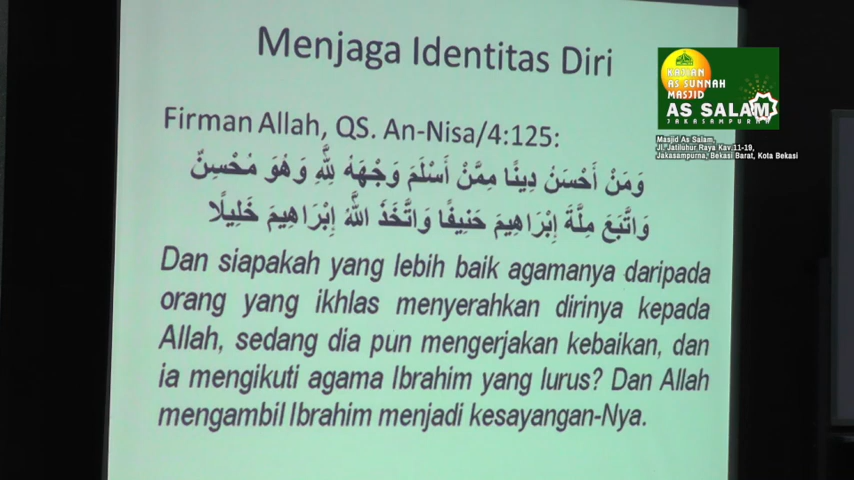 Menjaga Identitas Diri
KAJIAN
AS SUNNAH
MASJID
AS SALAM
JAKASAMPURNA
Masjid As Salam,
Jl. Jatiluhur Raya Kav 11-19,
Jakasampurna, Bekasi Barat, Kota Bekasi
Firman Allah, QS. An-Nisa/4:125:
وَمَنْ أَحْسَنُ دِينًا مِمَّنْ أَسْلَمَ وَجْهَهُ لِلَّهِ وَهُوَ مُحْسِنٌ
وَاتَّبَعَ مِلَّةَ إِبْرَاهِيمَ حَنِيفًا وَاتَّخَذَ اللَّهُ إِبْرَاهِيمَ خَلِيلًا
Dan siapakah yang lebih baik agamanya daripada
orang yang ikhlas menyerahkan dirinya kepada
Allah, sedang dia pun mengerjakan kebaikan, dan
ia mengikuti agama Ibrahim yang lurus? Dan Allah
mengambil Ibrahim menjadi kesayangan-Nya.